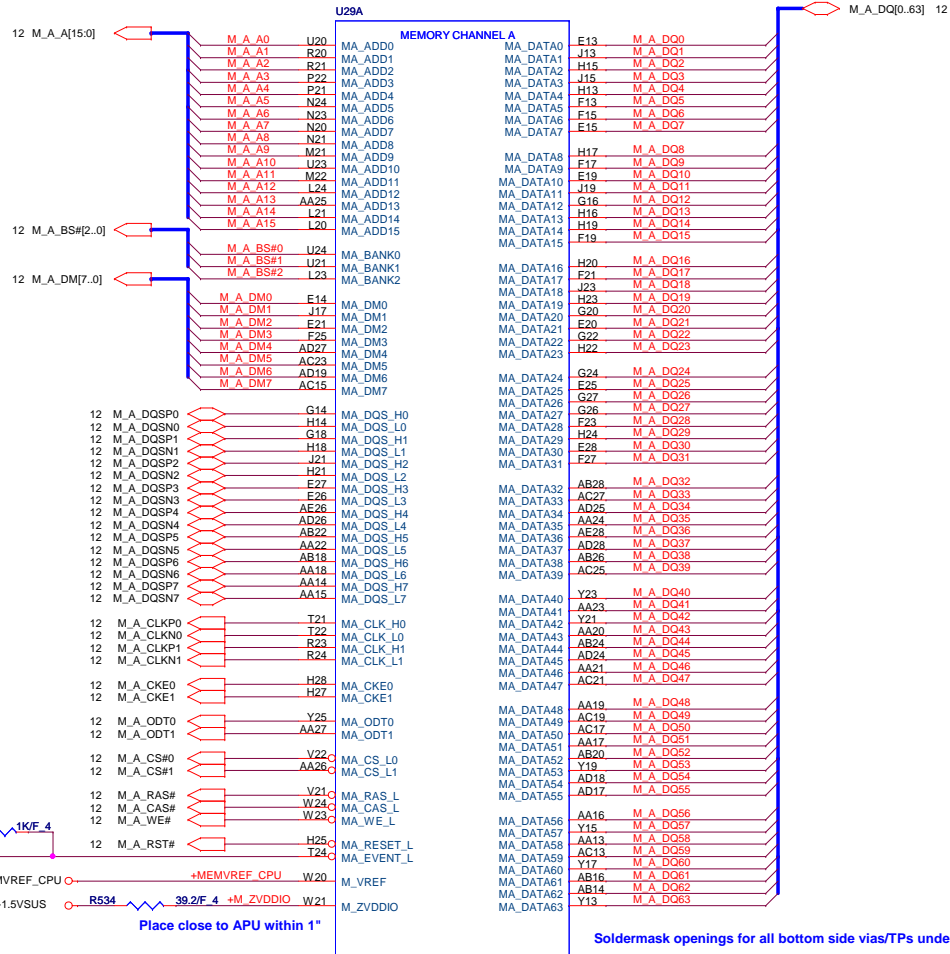 U29A
MEMORY CHANNEL A
12 M_A_A[15:0]
M_A_DQ[0..63] 12
M_A_A0 U20 MA_ADD0
M_A_A1 R20 MA_ADD1
M_A_A2 R21 MA_ADD2
M_A_A3 P22 MA_ADD3
M_A_A4 P21 MA_ADD4
M_A_A5 N24 MA_ADD5
M_A_A6 N23 MA_ADD6
M_A_A7 N20 MA_ADD7
M_A_A8 N21 MA_ADD8
M_A_A9 M21 MA_ADD9
M_A_A10 U23 MA_ADD10
M_A_A11 M22 MA_ADD11
M_A_A12 L24 MA_ADD12
M_A_A13 AA25 MA_ADD13
M_A_A14 L21 MA_ADD14
M_A_A15 L20 MA_ADD15
12 M_A_BS#[2..0]
M_A_BS#0 U24 MA_BANK0
M_A_BS#1 U21 MA_BANK1
M_A_BS#2 L23 MA_BANK2
12 M_A_DM[7..0]
M_A_DM0 E14 MA_DM0
M_A_DM1 J17 MA_DM1
M_A_DM2 E21 MA_DM2
M_A_DM3 F25 MA_DM3
M_A_DM4 AD27 MA_DM4
M_A_DM5 AC23 MA_DM5
M_A_DM6 AD19 MA_DM6
M_A_DM7 AC15 MA_DM7
12 M_A_DQSP0 G14 MA_DQS_H0
12 M_A_DQSN0 H14 MA_DQS_L0
12 M_A_DQSP1 G18 MA_DQS_H1
12 M_A_DQSN1 H18 MA_DQS_L1
12 M_A_DQSP2 J21 MA_DQS_H2
12 M_A_DQSN2 H21 MA_DQS_L2
12 M_A_DQSP3 E27 MA_DQS_H3
12 M_A_DQSN3 E26 MA_DQS_L3
12 M_A_DQSP4 AE26 MA_DQS_H4
12 M_A_DQSN4 AD26 MA_DQS_L4
12 M_A_DQSP5 AB22 MA_DQS_H5
12 M_A_DQSN5 AA22 MA_DQS_L5
12 M_A_DQSP6 AB18 MA_DQS_H6
12 M_A_DQSN6 AA18 MA_DQS_L6
12 M_A_DQSP7 AA14 MA_DQS_H7
12 M_A_DQSN7 AA15 MA_DQS_L7
12 M_A_CLKP0 T21 MA_CLK_H0
12 M_A_CLKN0 T22 MA_CLK_L0
12 M_A_CLKP1 R23 MA_CLK_H1
12 M_A_CLKN1 R24 MA_CLK_L1
12 M_A_CKE0 H28 MA_CKE0
12 M_A_CKE1 H27 MA_CKE1
12 M_A_ODT0 Y25 MA_ODT0
12 M_A_ODT1 AA27 MA_ODT1
12 M_A_CS#0 V22 MA_CS_L0
12 M_A_CS#1 AA26 MA_CS_L1
12 M_A_RAS# V21 MA_RAS_L
12 M_A_CAS# W24 MA_CAS_L
12 M_A_WE# W23 MA_WE_L
1K/F_4
12 M_A_RST# H25 MA_RESET_L
T24 MA_EVENT_L
MVREF_CPU +MEMVREF_CPU W20 M_VREF
1.5VSUS R534 39.2/F_4 +M_ZVDDIO W21 M_ZVDDIO
Place close to APU within 1"
MA_DATA0 E13 M_A_DQ0
MA_DATA1 J13 M_A_DQ1
MA_DATA2 H15 M_A_DQ2
MA_DATA3 J15 M_A_DQ3
MA_DATA4 H13 M_A_DQ4
MA_DATA5 F13 M_A_DQ5
MA_DATA6 F15 M_A_DQ6
MA_DATA7 E15 M_A_DQ7
MA_DATA8 H17 M_A_DQ8
MA_DATA9 F17 M_A_DQ9
MA_DATA10 E19 M_A_DQ10
MA_DATA11 J19 M_A_DQ11
MA_DATA12 G16 M_A_DQ12
MA_DATA13 H16 M_A_DQ13
MA_DATA14 H19 M_A_DQ14
MA_DATA15 F19 M_A_DQ15
MA_DATA16 H20 M_A_DQ16
MA_DATA17 F21 M_A_DQ17
MA_DATA18 J23 M_A_DQ18
MA_DATA19 H23 M_A_DQ19
MA_DATA20 G20 M_A_DQ20
MA_DATA21 E20 M_A_DQ21
MA_DATA22 G22 M_A_DQ22
MA_DATA23 H22 M_A_DQ23
MA_DATA24 G24 M_A_DQ24
MA_DATA25 E25 M_A_DQ25
MA_DATA26 G27 M_A_DQ26
MA_DATA27 G26 M_A_DQ27
MA_DATA28 F23 M_A_DQ28
MA_DATA29 H24 M_A_DQ29
MA_DATA30 E28 M_A_DQ30
MA_DATA31 F27 M_A_DQ31
MA_DATA32 AB28 M_A_DQ32
MA_DATA33 AC27 M_A_DQ33
MA_DATA34 AD25 M_A_DQ34
MA_DATA35 AA24 M_A_DQ35
MA_DATA36 AE28 M_A_DQ36
MA_DATA37 AD28 M_A_DQ37
MA_DATA38 AB26 M_A_DQ38
MA_DATA39 AC25 M_A_DQ39
MA_DATA40 Y23 M_A_DQ40
MA_DATA41 AA23 M_A_DQ41
MA_DATA42 Y21 M_A_DQ42
MA_DATA43 AA20 M_A_DQ43
MA_DATA44 AB24 M_A_DQ44
MA_DATA45 AD24 M_A_DQ45
MA_DATA46 AA21 M_A_DQ46
MA_DATA47 AC21 M_A_DQ47
MA_DATA48 AA19 M_A_DQ48
MA_DATA49 AC19 M_A_DQ49
MA_DATA50 AC17 M_A_DQ50
MA_DATA51 AA17 M_A_DQ51
MA_DATA52 AB20 M_A_DQ52
MA_DATA53 Y19 M_A_DQ53
MA_DATA54 AD18 M_A_DQ54
MA_DATA55 AD17 M_A_DQ55
MA_DATA56 AA16 M_A_DQ56
MA_DATA57 Y15 M_A_DQ57
MA_DATA58 AA13 M_A_DQ58
MA_DATA59 AC13 M_A_DQ59
MA_DATA60 Y17 M_A_DQ60
MA_DATA61 AB16 M_A_DQ61
MA_DATA62 AB14 M_A_DQ62
MA_DATA63 Y13 M_A_DQ63
Soldermask openings for all bottom side vias/TPs unde